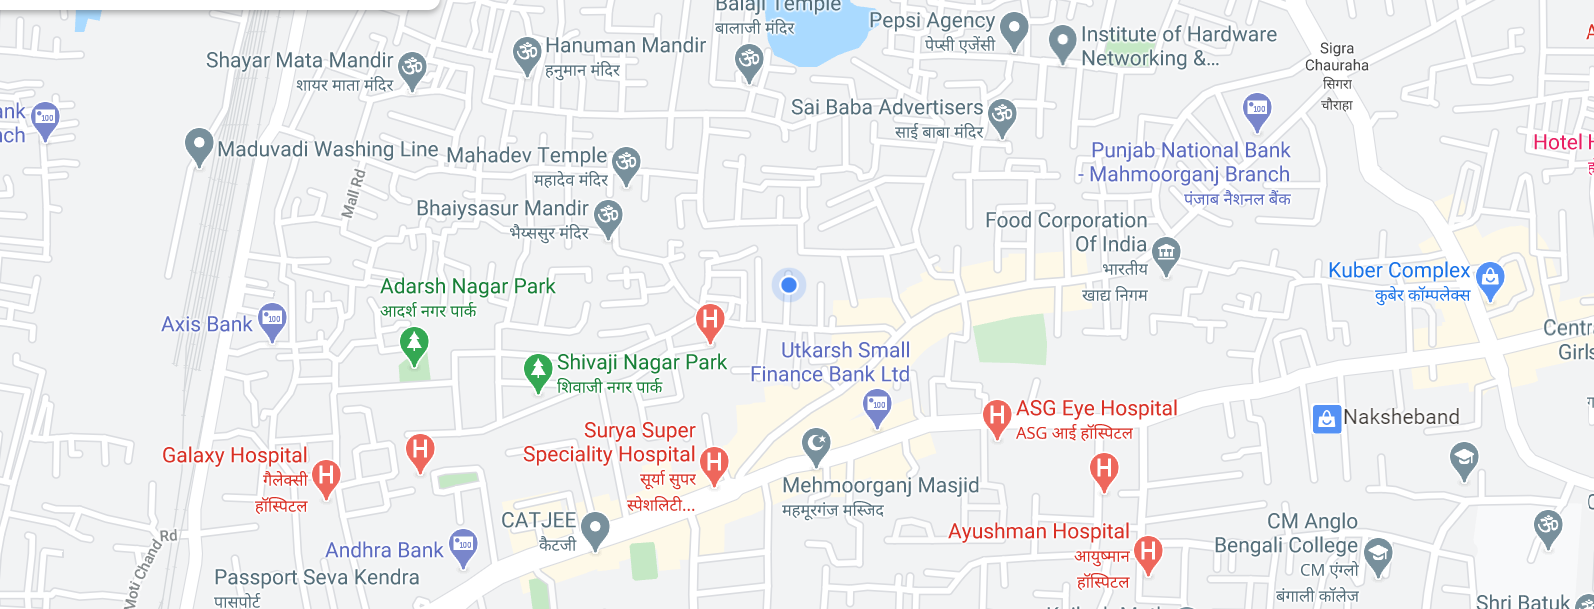 Balaji Temple
बालाजी मंदिर
Pepsi Agency
पेप्सी एजेंसी
Institute of Hardware
Networking &...
Sigra
Chauraha
सिगरा
चौराहा
Hanuman Mandir
हनुमान मंदिर
Shayar Mata Mandir
शायर माता मंदिर
Sai Baba Advertisers
साई बाबा मंदिर
ank
nch
Maduvadi Washing Line
Mahadev Temple
महादेव मंदिर
Punjab National Bank
- Mahmoorganj Branch
पंजाब नैशनल बैंक
Hotel H
Mall Rd
Bhaiysasur Mandir
भैय्ससुर मंदिर
Food Corporation
Of India
भारतीय
खाद्य निगम
Kuber Complex
कुबेर कॉम्पलेक्स
Adarsh Nagar Park
आदर्श नगर पार्क
Axis Bank
Centra
Girls
Utkarsh Small
Finance Bank Ltd
Shivaji Nagar Park
शिवाजी नगर पार्क
ASG Eye Hospital
ASG आई हॉस्पिटल
Naksheband
Surya Super
Speciality Hospital
सूर्या सुपर
स्पेशलिटी...
Galaxy Hospital
गैलेक्सी
हॉस्पिटल
Mehmoorganj Masjid
महमूरगंज मस्जिद
CATJEE
कैटजी
Ayushman Hospital
आयुष्मान
हॉस्पिटल
CM Anglo
Bengali College
CM एंग्लो
बंगाली कॉलेज
Andhra Bank
Moti Chand Rd
Passport Seva Kendra
पासपोर्ट
Shri Batuk